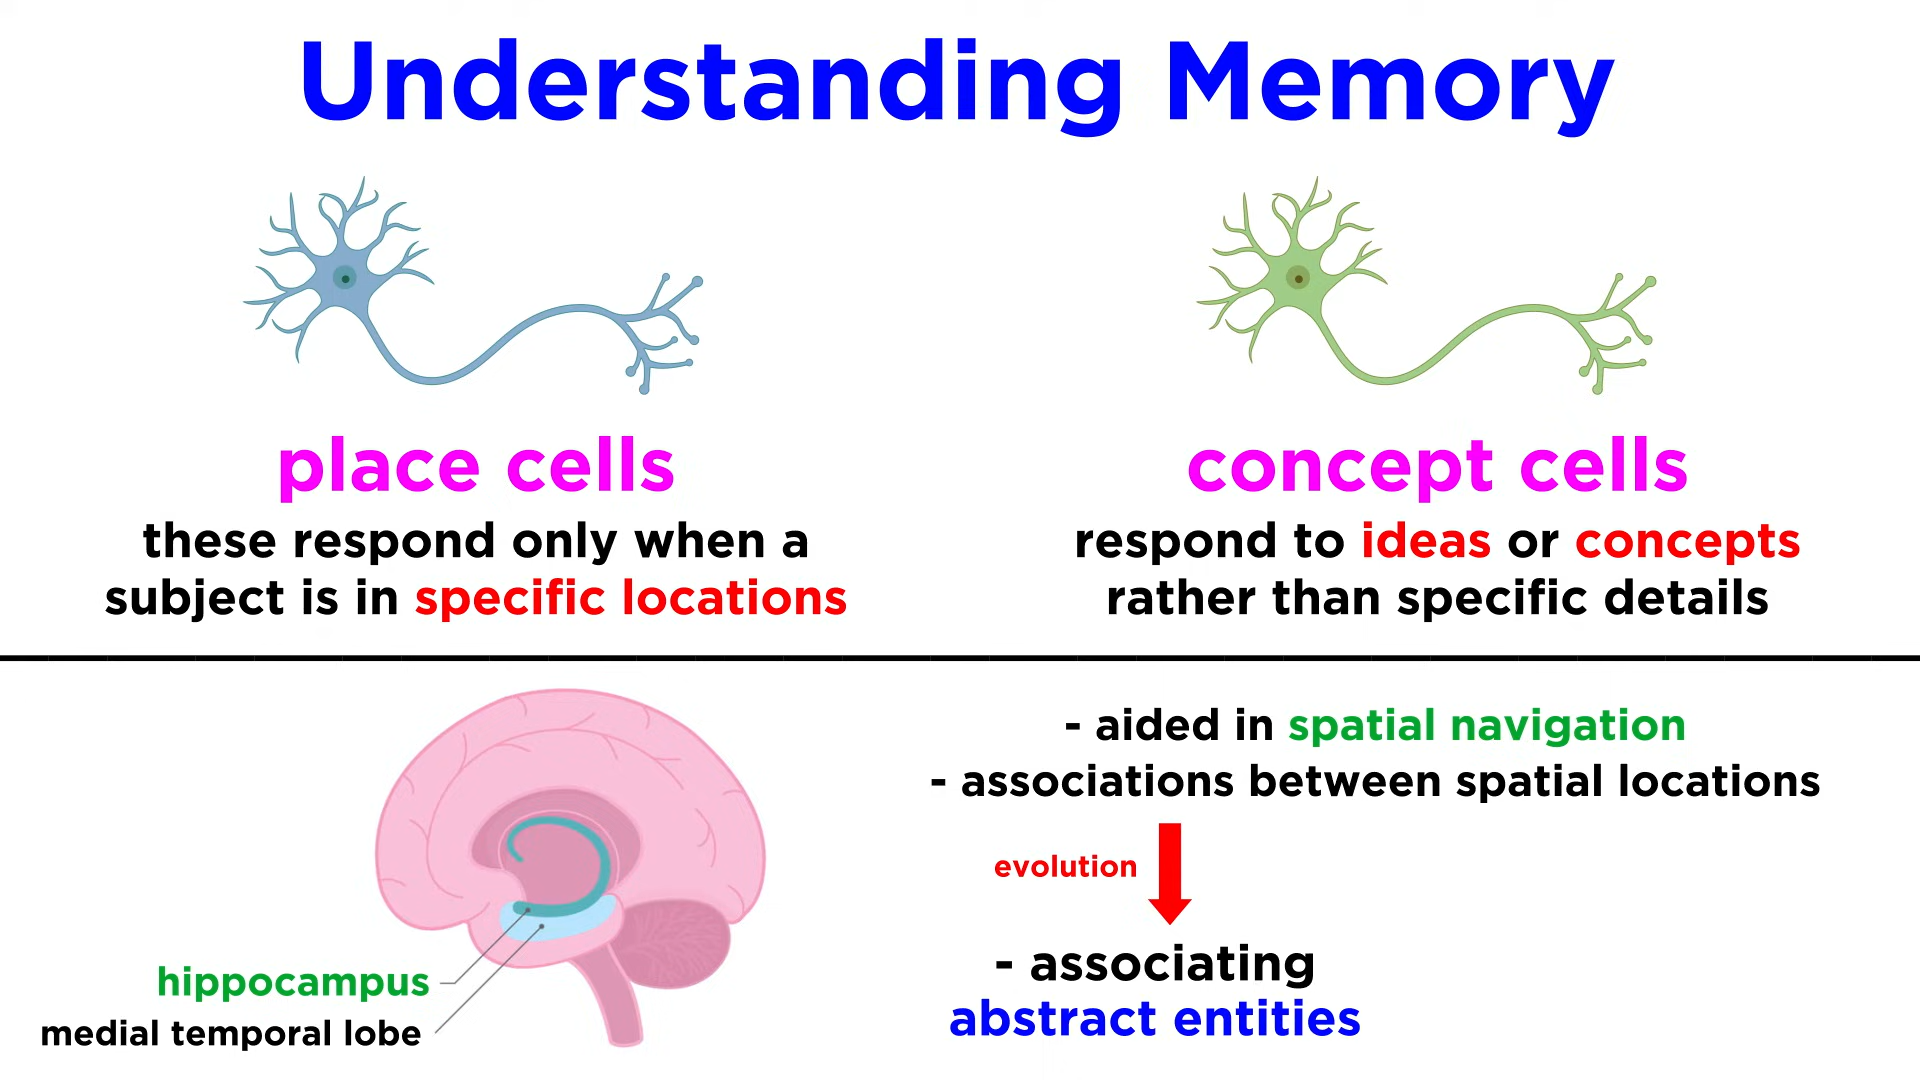 Understanding Memory
place cells
these respond only when a
subject is in specific locations
concept cells
respond to ideas or concepts
rather than specific details
hippocampus
medial temporal lobe
- aided in spatial navigation
- associations between spatial locations
evolution
- associating
abstract entities